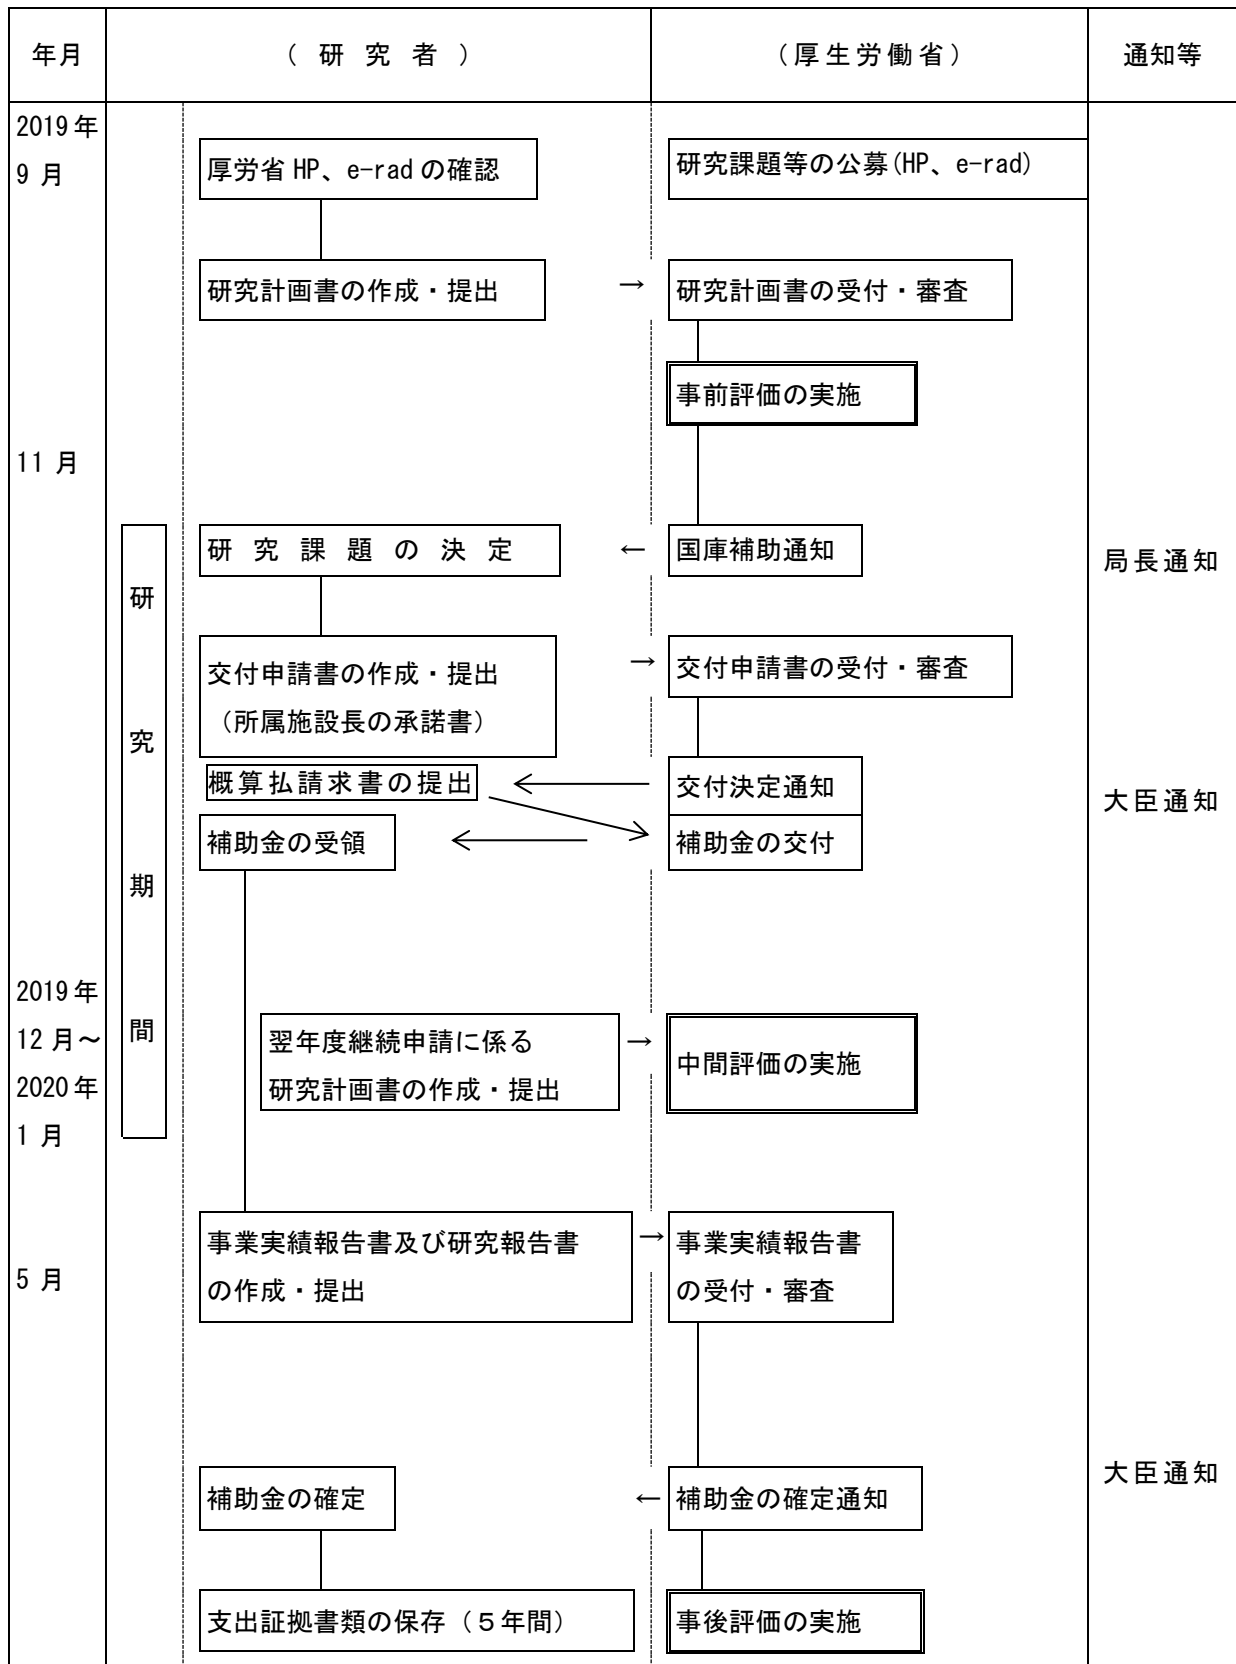 年月
（研究者）
（厚生労働省）
通知等
2019年
9月
厚労省HP、e-radの確認
研究課題等の公募(HP、e-rad)
研究計画書の作成・提出
→
研究計画書の受付・審査
事前評価の実施
11月
研究課題の決定
←
国庫補助通知
局長通知
研究期間
交付申請書の作成・提出
（所属施設長の承諾書）
→
交付申請書の受付・審査
概算払請求書の提出
交付決定通知
大臣通知
補助金の受領
補助金の交付
2019年
12月～
2020年
1月
翌年度継続申請に係る
研究計画書の作成・提出
→
中間評価の実施
5月
事業実績報告書及び研究報告書
の作成・提出
→
事業実績報告書
の受付・審査
補助金の確定
←
補助金の確定通知
大臣通知
支出証拠書類の保存（５年間）
事後評価の実施